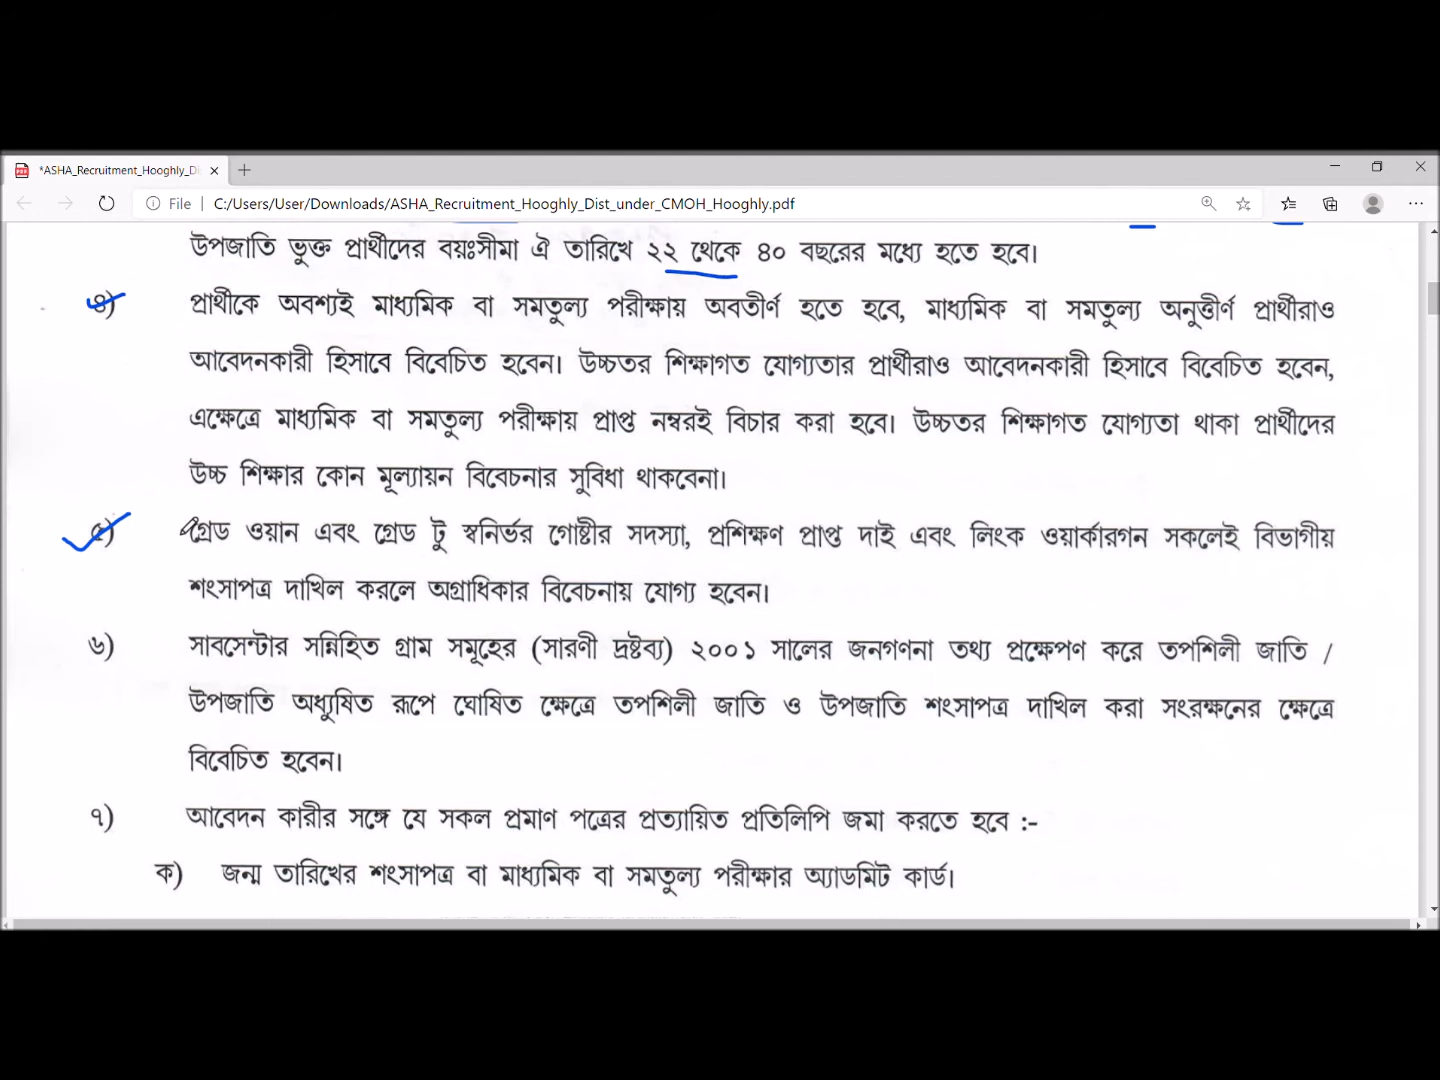 *ASHA_Recruitment_Hooghly_Di
File C:/Users/User/Downloads/ASHA_Recruitment_Hooghly_Dist_under_CMOH_Hooghly.pdf
উপজাতি ভুক্ত প্রার্থীদের বয়ঃসীমা ঐ তারিখে ২২ থেকে ৪০ বছরের মধ্যে হতে হবে।
৪) প্রার্থীকে অবশ্যই মাধ্যমিক বা সমতুল্য পরীক্ষায় অবতীর্ণ হতে হবে, মাধ্যমিক বা সমতুল্য অনুত্তীর্ণ প্রার্থীরাও
আবেদনকারী হিসাবে বিবেচিত হবেন। উচ্চতর শিক্ষাগত যোগ্যতার প্রার্থীরাও আবেদনকারী হিসাবে বিবেচিত হবেন,
এক্ষেত্রে মাধ্যমিক বা সমতুল্য পরীক্ষায় প্রাপ্ত নম্বরই বিচার করা হবে। উচ্চতর শিক্ষাগত যোগ্যতা থাকা প্রার্থীদের
উচ্চ শিক্ষার কোন মূল্যায়ন বিবেচনার সুবিধা থাকবেনা।
৫) গ্রেড ওয়ান এবং গ্রেড টু স্বনির্ভর গোষ্টীর সদস্যা, প্রশিক্ষণ প্রাপ্ত দাই এবং লিংক ওয়ার্কারগন সকলেই বিভাগীয়
শংসাপত্র দাখিল করলে অগ্রাধিকার বিবেচনায় যোগ্য হবেন।
৬) সাবসেন্টার সন্নিহিত গ্রাম সমূহের (সারণী দ্রষ্টব্য) ২০০১ সালের জনগণনা তথ্য প্রক্ষেপণ করে তপশিলী জাতি /
উপজাতি অধ্যুষিত রূপে ঘোষিত ক্ষেত্রে তপশিলী জাতি ও উপজাতি শংসাপত্র দাখিল করা সংরক্ষনের ক্ষেত্রে
বিবেচিত হবেন।
৭) আবেদন কারীর সঙ্গে যে সকল প্রমাণ পত্রের প্রত্যায়িত প্রতিলিপি জমা করতে হবে :-
ক) জন্ম তারিখের শংসাপত্র বা মাধ্যমিক বা সমতুল্য পরীক্ষার অ্যাডমিট কার্ড।